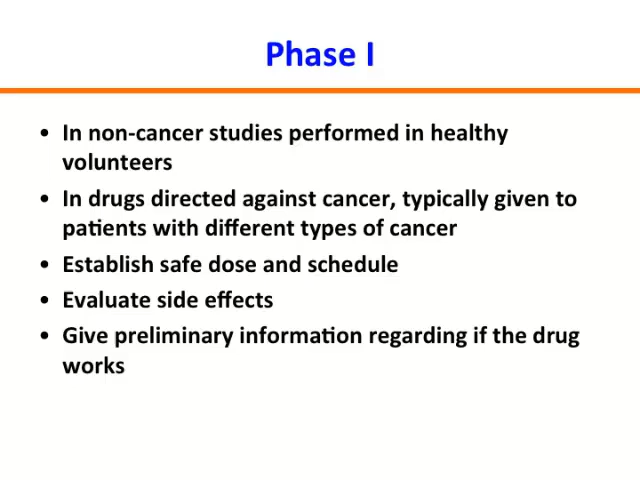 Phase I
• In non-cancer studies performed in healthy
volunteers
• In drugs directed against cancer, typically given to
patients with different types of cancer
• Establish safe dose and schedule
• Evaluate side effects
• Give preliminary information regarding if the drug
works